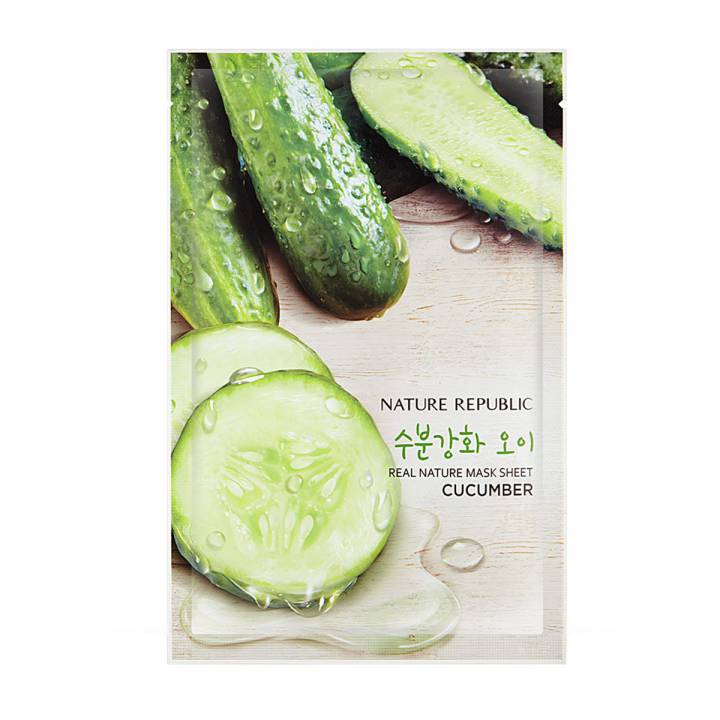 NATURE REPUBLIC
수분강화 오이
REAL NATURE MASK SHEET
CUCUMBER